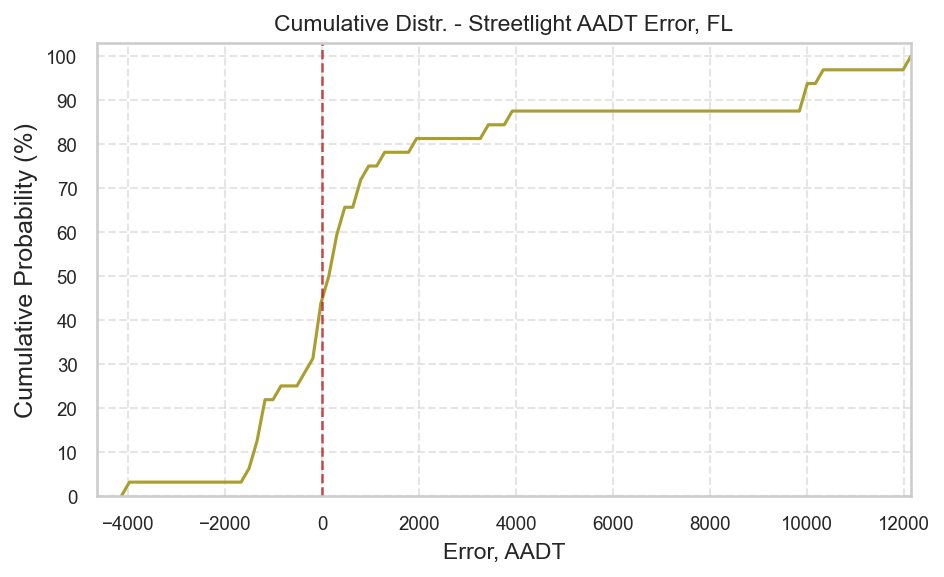 Cumulative Distr. - Streetlight AADT Error, FL
Cumulative Probability (%)
100
90
80
70
60
50
40
30
20
10
0
−4000 −2000 0 2000 4000 6000 8000 10000 12000
Error, AADT